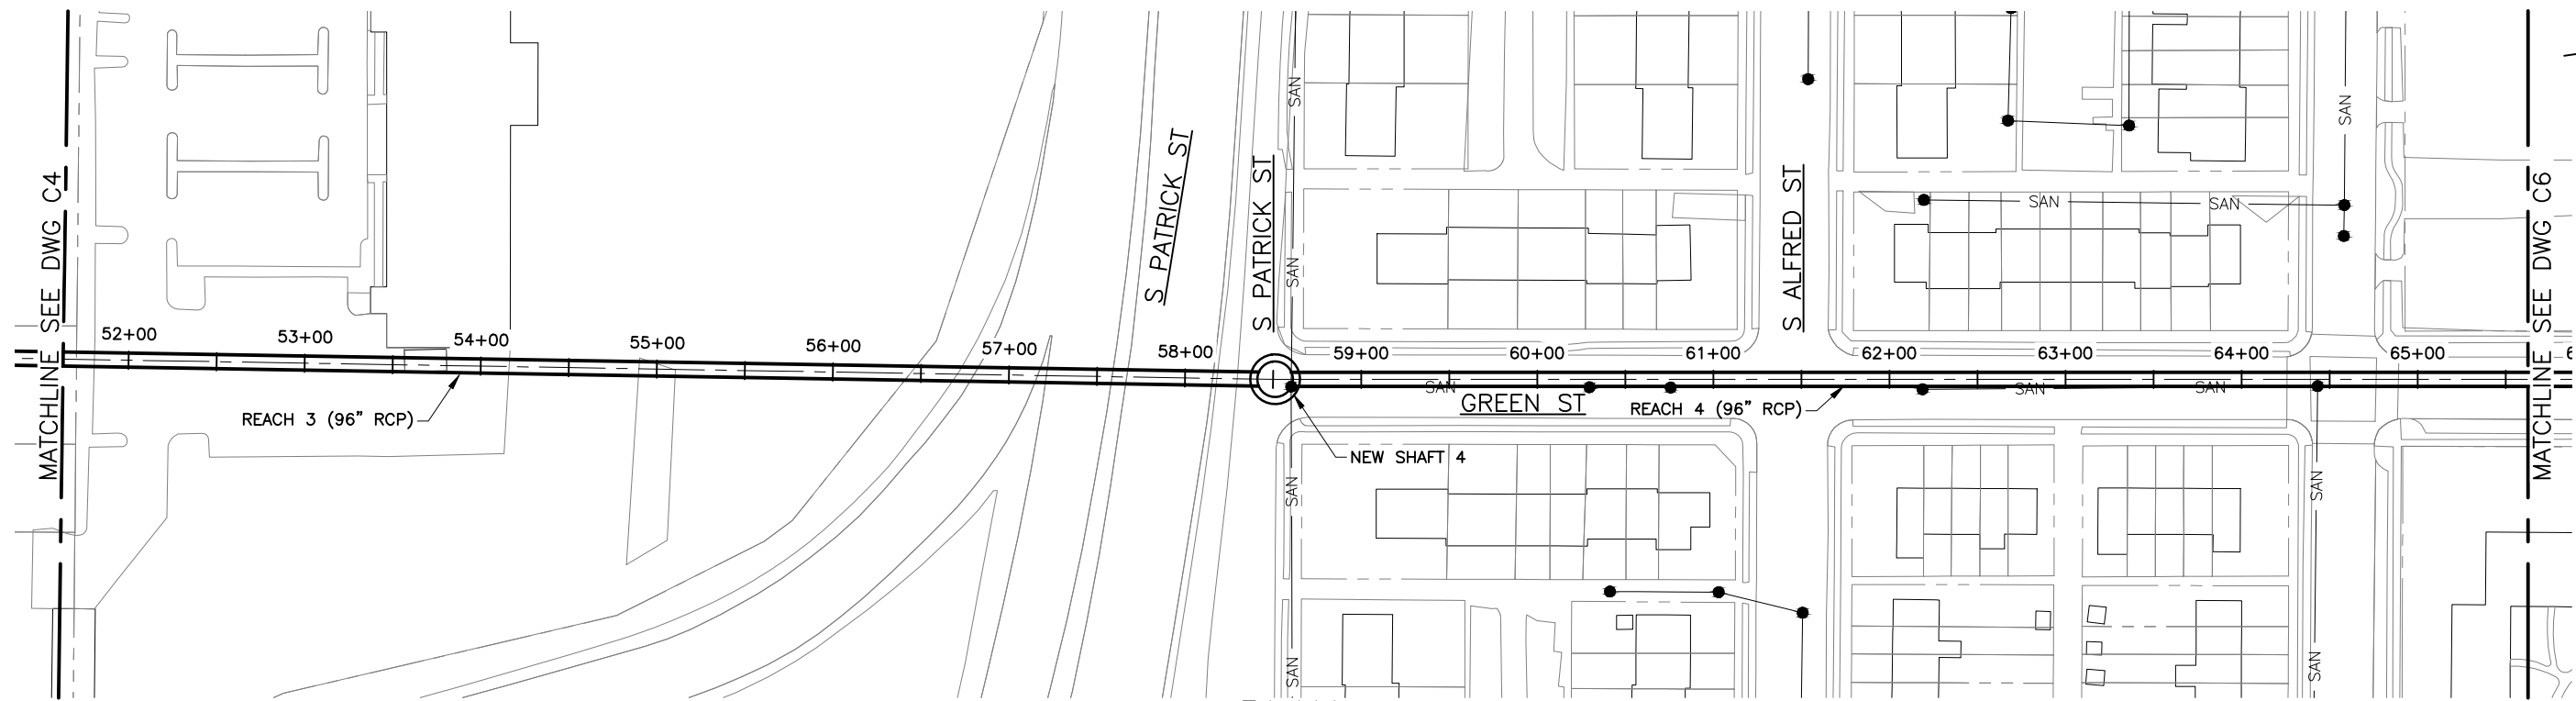 MATCHLINE SEE DWG C4
52+00
53+00
54+00
55+00
56+00
57+00
58+00
59+00
60+00
61+00
62+00
63+00
64+00
65+00
S PATRICK ST
S PATRICK ST
S ALFRED ST
SAN
SAN
SAN
SAN
SAN
SAN
SAN
SAN
SAN
SAN
SAN
SAN
GREEN ST
REACH 3 (96" RCP)
REACH 4 (96" RCP)
NEW SHAFT 4
MATCHLINE SEE DWG C6